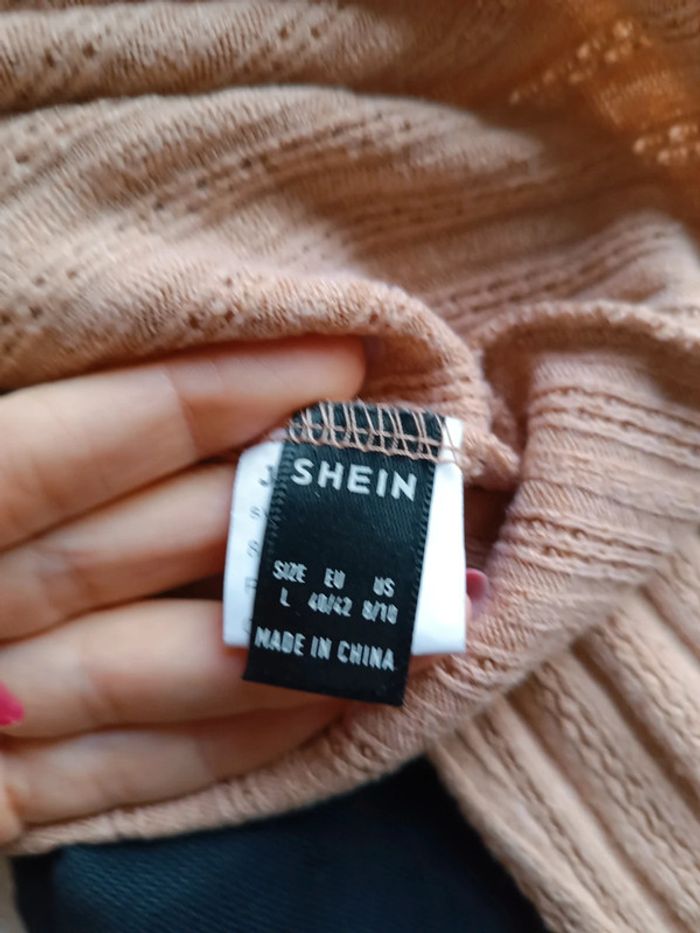 SHEIN
SIZE EU US
L 40/42 8/10
MADE IN CHINA